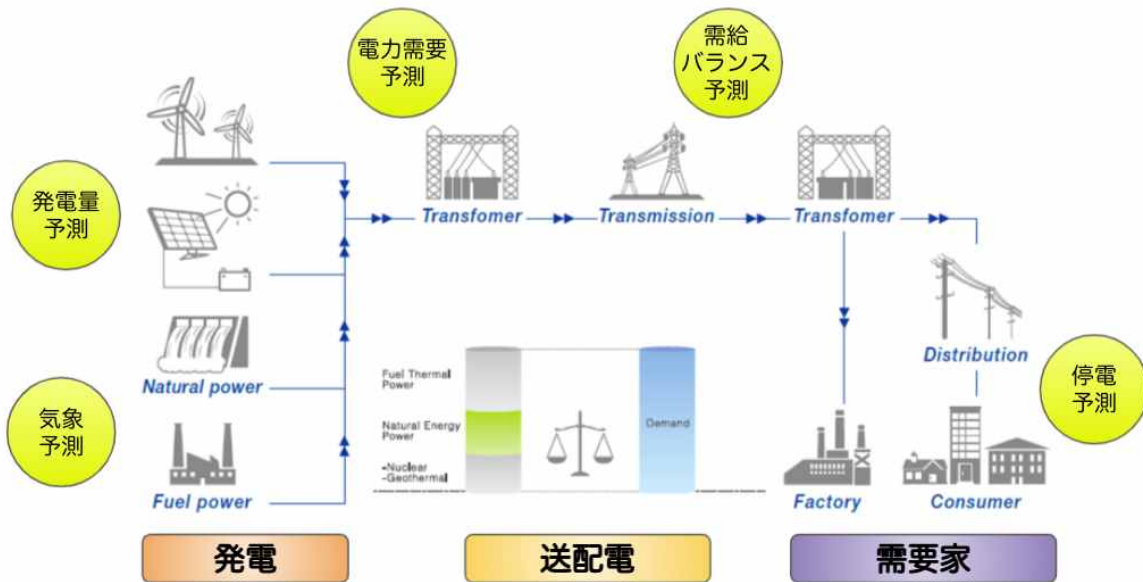 電力需要
予測
需給
バランス
予測
発電量
予測
Transfomer
Transmission
Transfomer
Natural power
Fuel Thermal
Power
Natural Energy
Power
-Nuclear
-Geothermal
Demand
Distribution
停電
予測
気象
予測
Fuel power
Factory
Consumer
発電
送配電
需要家